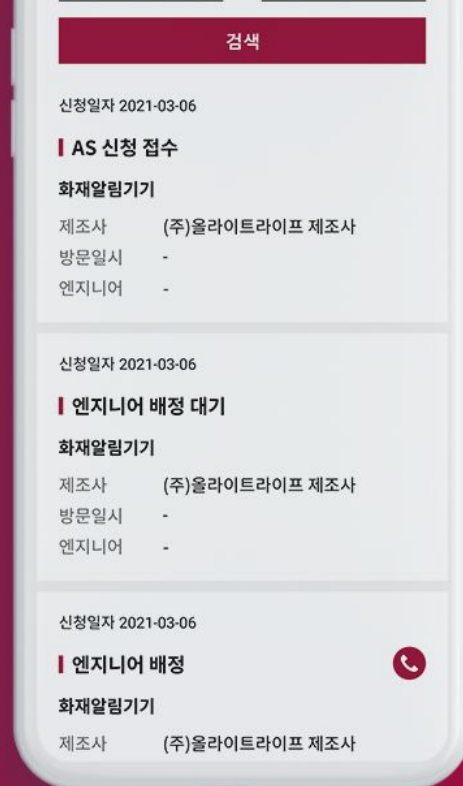 검색
신청일자 2021-03-06
AS 신청 접수
화재알림기기
제조사 (주)올라이트라이프 제조사
방문일시 -
엔지니어 -
신청일자 2021-03-06
엔지니어 배정 대기
화재알림기기
제조사 (주)올라이트라이프 제조사
방문일시 -
엔지니어 -
신청일자 2021-03-06
엔지니어 배정
화재알림기기
제조사 (주)올라이트라이프 제조사